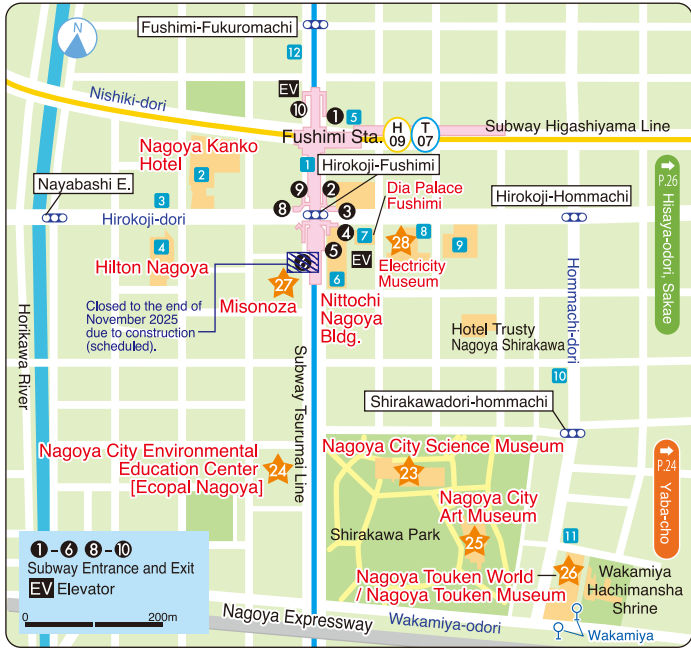 Fushimi-Fukuromachi
N
12
EV
Nishiki-dori
10
1
5
Fushimi Sta.
H
09
T
07
Subway Higashiyama Line
Nagoya Kanko
Hotel
2
1
Hirokoji-Fushimi
P.26
Hisaya-odori, Sakae
Nayabashi E.
3
9
2
Dia Palace
Fushimi
Hirokoji-Hommachi
Hirokoji-dori
8
3
4
4
7
28
8
9
Hilton Nagoya
5
EV
Electricity
Museum
6
27
6
Misonoza
Nittochi
Nagoya
Bldg.
Closed to the end of
November 2025
due to construction
(scheduled).
Hommachi-dori
Horikawa River
Hotel Trusty
Nagoya Shirakawa
Subway Tsurumai Line
10
Shirakawadori-hommachi
Nagoya City Environmental
Education Center
[Ecopal Nagoya]
24
Nagoya City Science Museum
23
P.24
Yaba-cho
Nagoya City
Art Museum
Shirakawa Park
25
11
Nagoya Touken World
/ Nagoya Touken Museum
26
Wakamiya
Hachimansha
Shrine
1 - 6 8 - 10
Subway Entrance and Exit
EV Elevator
0 200m
Nagoya Expressway
Wakamiya-odori
Wakamiya